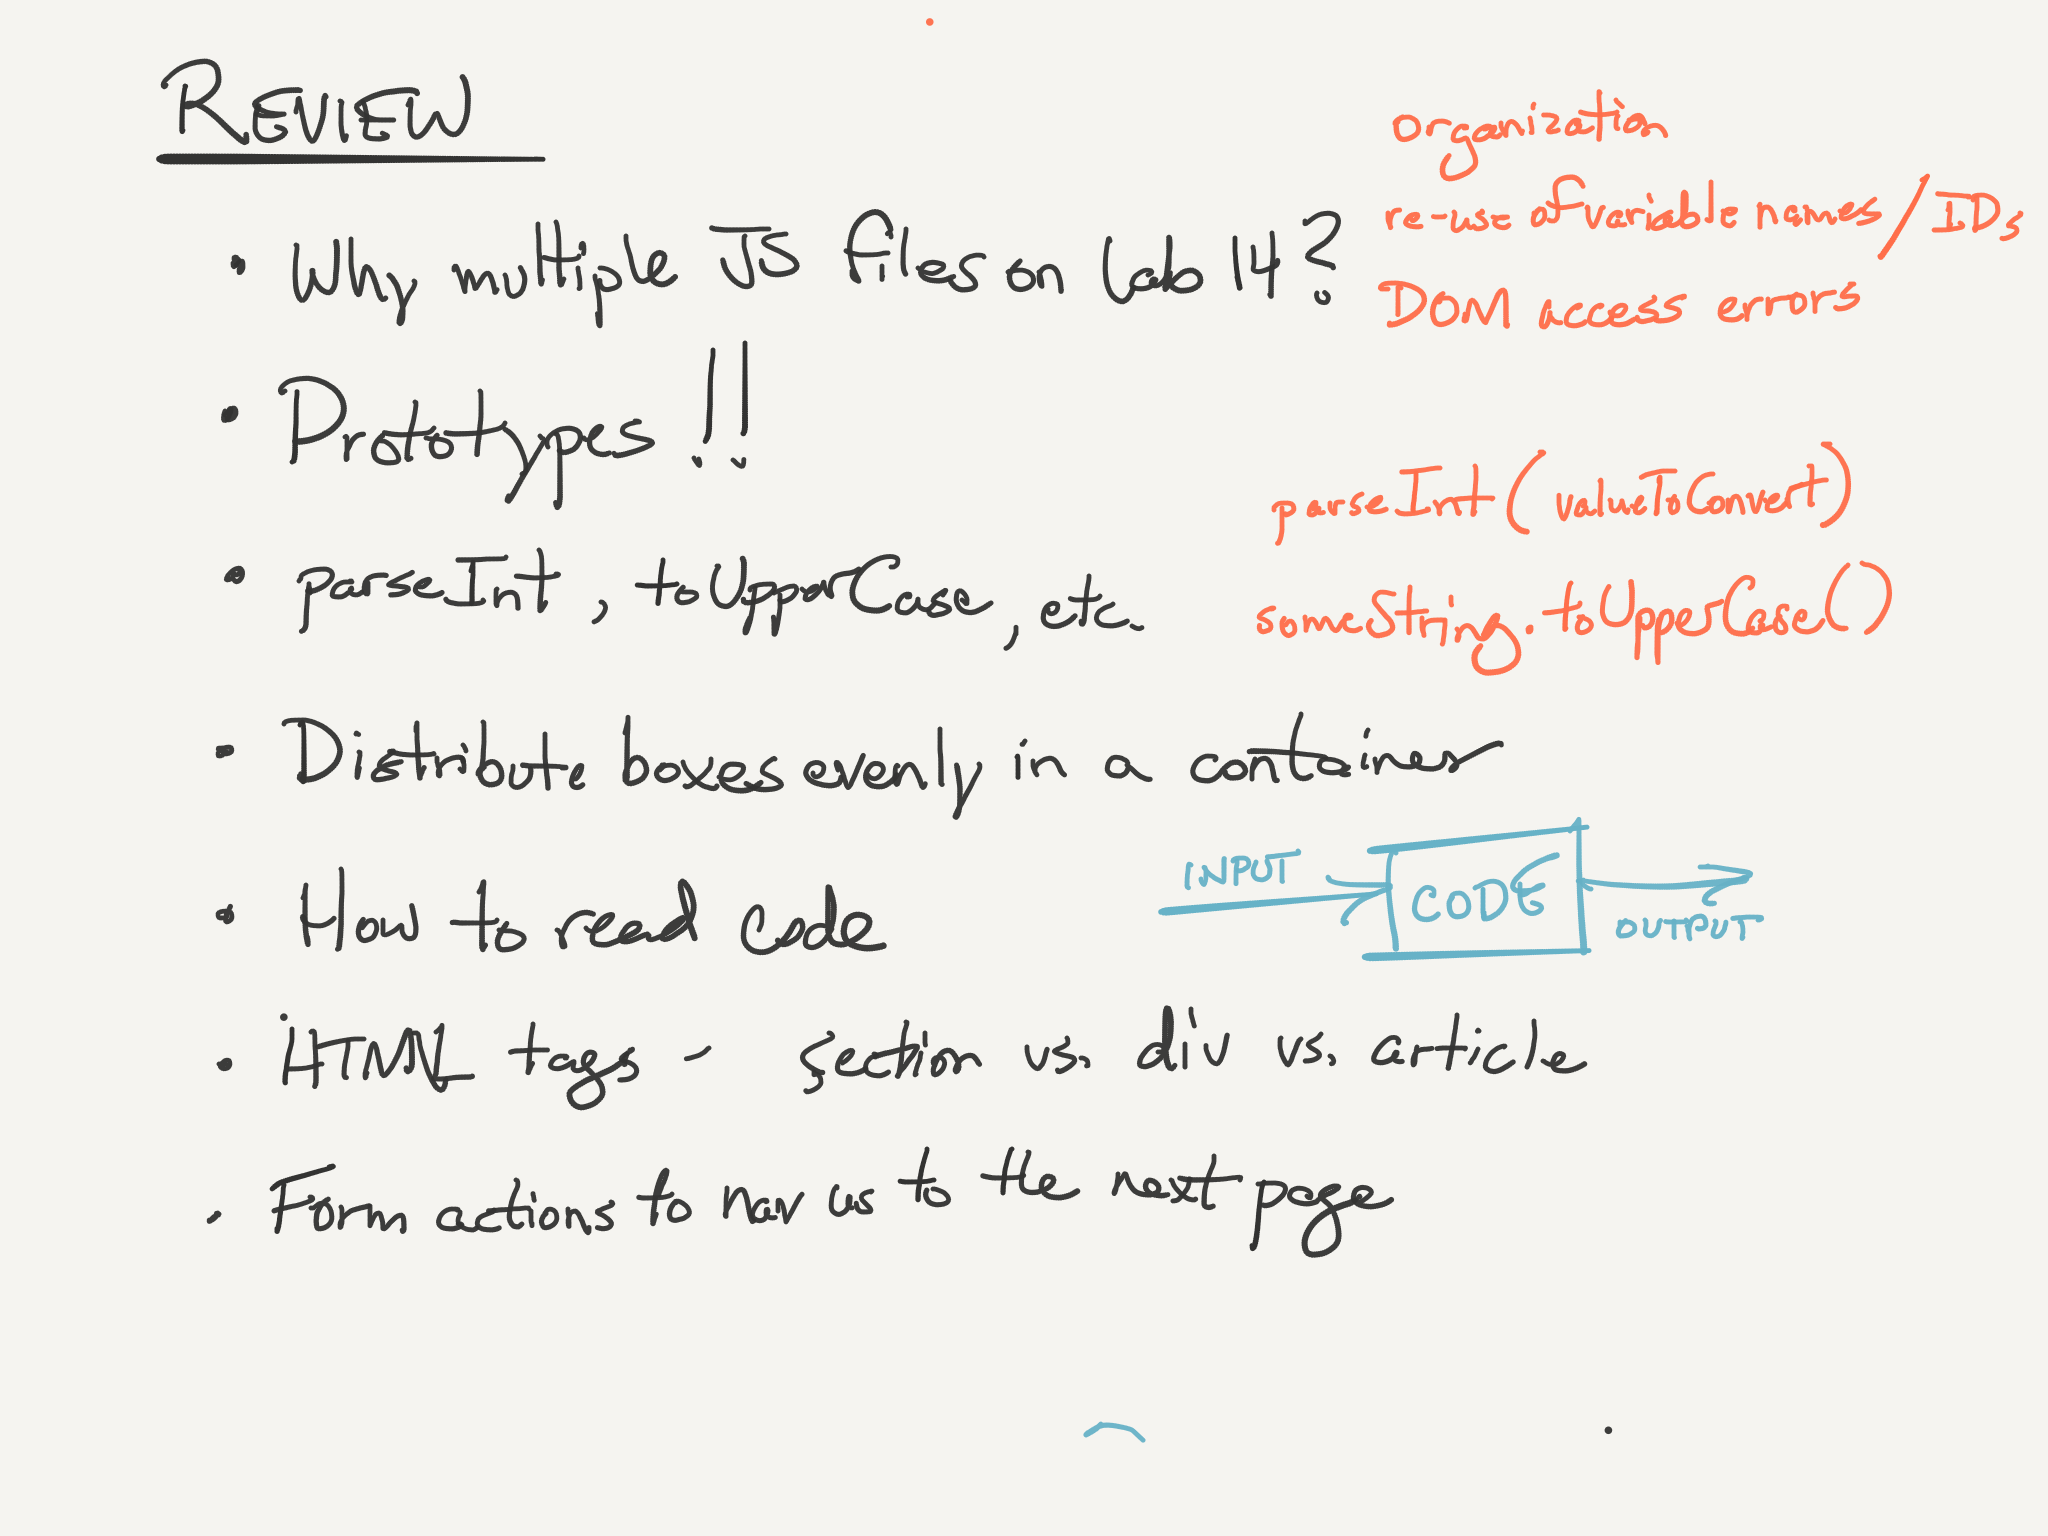 REVIEW
• Why multiple JS files on Lab 14?
organization
re-use of variable names/IDs
DOM access errors
• Prototypes!!
• parseInt, toUpperCase, etc.
parseInt(valueToConvert)
someString.toUpperCase()
• Distribute boxes evenly in a container
• How to read code
INPUT
CODE
OUTPUT
• HTML tags - section vs. div vs. article
• Form actions to nav us to the next page